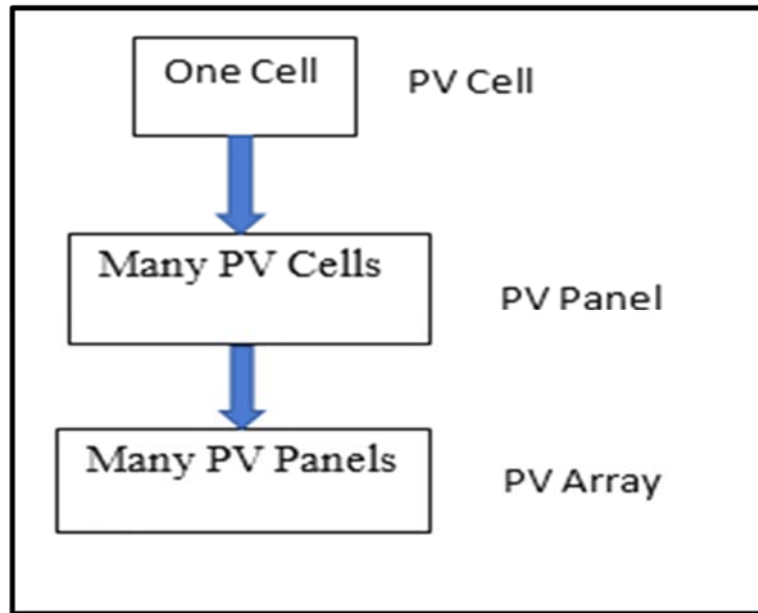 One Cell
PV Cell
Many PV Cells
PV Panel
Many PV Panels
PV Array